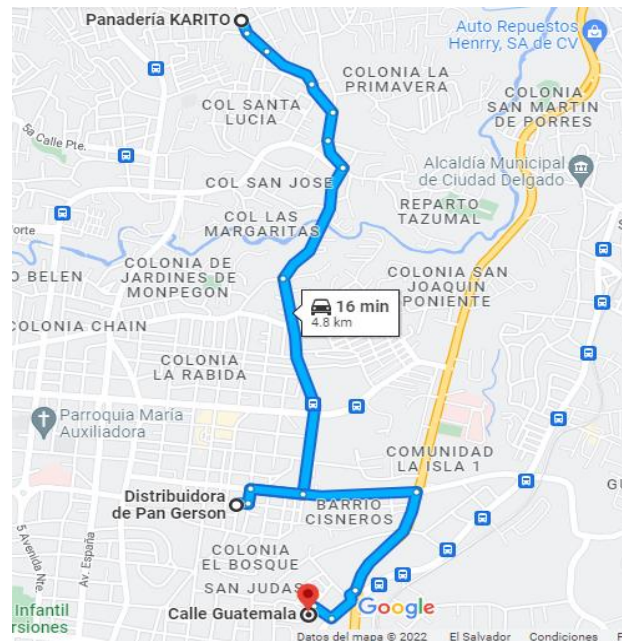 Panadería KARITO
Auto Repuestos
Henrry, SA de CV
COLONIA LA
PRIMAVERA
COL SANTA
LUCIA
COLONIA
SAN MARTIN
DE PORRES
5a Calle Pte.
Alcaldía Municipal
de Ciudad Delgado
COL SAN JOSE
REPARTO
TAZUMAL
COL LAS
MARGARITAS
orte
O BELEN
COLONIA DE
JARDINES DE
MONPEGON
COLONIA SAN
JOAQUIN
PONIENTE
16 min
4.8 km
COLONIA CHAIN
COLONIA
LA RABIDA
Parroquia María
Auxiliadora
COMUNIDAD
LA ISLA 1
GU
Distribuidora
de Pan Gerson
BARRIO
CISNEROS
5 Avenida Nte.
Av. España
COLONIA
EL BOSQUE
SAN JUDAS
Calle Guatemala
Google
Infantil
rsiones
Datos del mapa © 2022 El Salvador Condiciones